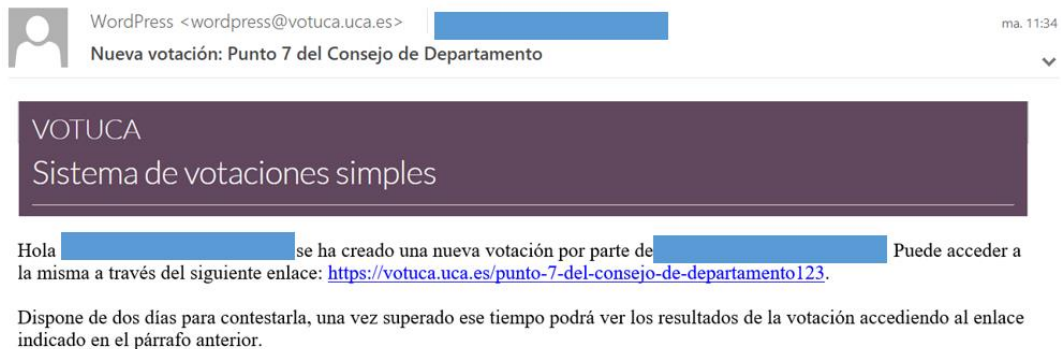 WordPress <wordpress@votuca.uca.es>
ma. 11:34
Nueva votación: Punto 7 del Consejo de Departamento
VOTUCA
Sistema de votaciones simples
Hola se ha creado una nueva votación por parte de Puede acceder a
la misma a través del siguiente enlace: https://votuca.uca.es/punto-7-del-consejo-de-departamento123.
Dispone de dos días para contestarla, una vez superado ese tiempo podrá ver los resultados de la votación accediendo al enlace
indicado en el párrafo anterior.